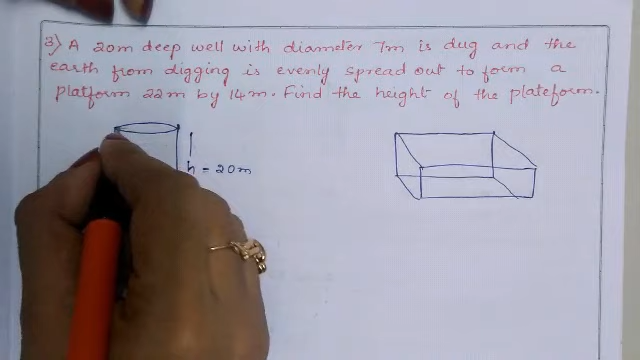 3) A 20m deep well with diameter 7m is dug and the
earth from digging is evenly spread out to form a
platform 22m by 14m. Find the height of the plateform.
h = 20m